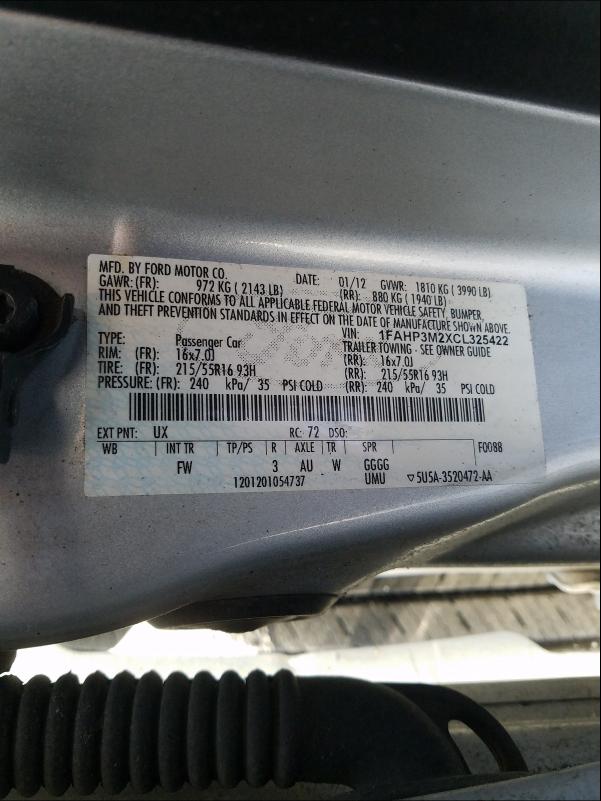 MFD. BY FORD MOTOR CO. DATE: 01/12 GVWR: 1810 KG ( 3990 LB)
GAWR: (FR): 972 KG ( 2143 LB) (RR): 880 KG ( 1940 LB)
THIS VEHICLE CONFORMS TO ALL APPLICABLE FEDERAL MOTOR VEHICLE SAFETY, BUMPER,
AND THEFT PREVENTION STANDARDS IN EFFECT ON THE DATE OF MANUFACTURE SHOWN ABOVE.
VIN: 1FAHP3M2XCL325422
TYPE: Passenger Car TRAILER TOWING - SEE OWNER GUIDE
RIM: (FR): 16x7.0J (RR): 16x7.0J
TIRE: (FR): 215/55R16 93H (RR): 215/55R16 93H
PRESSURE: (FR): 240 kPa/ 35 PSI COLD (RR): 240 kPa/ 35 PSI COLD
EXT PNT: UX RC: 72 DSO:
WB INT TR TP/PS R AXLE TR SPR F0088
FW 3 AU W GGGG
1201201054737 UMU ▽5U5A-3520472-AA